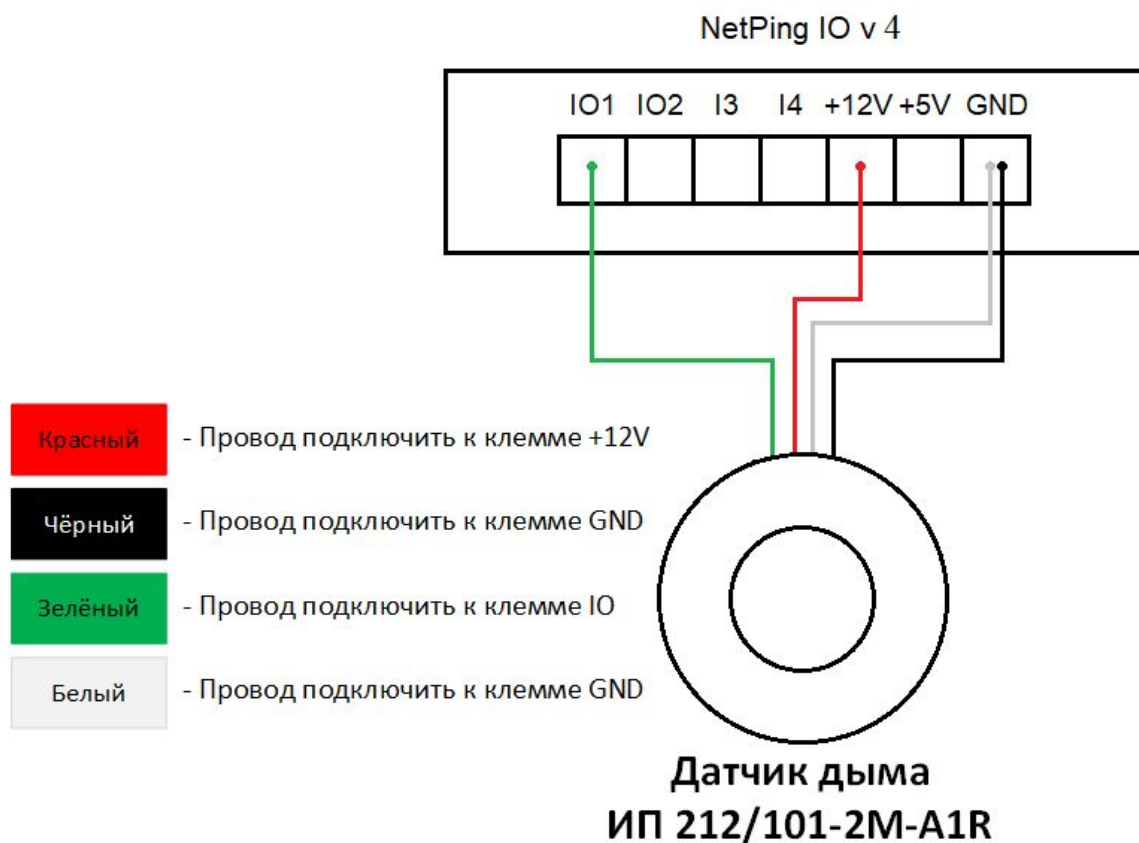 NetPing IO v 4
IO1 IO2 I3 I4 +12V +5V GND
Красный - Провод подключить к клемме +12V
Чёрный - Провод подключить к клемме GND
Зелёный - Провод подключить к клемме IO
Белый - Провод подключить к клемме GND
Датчик дыма
ИП 212/101-2М-A1R